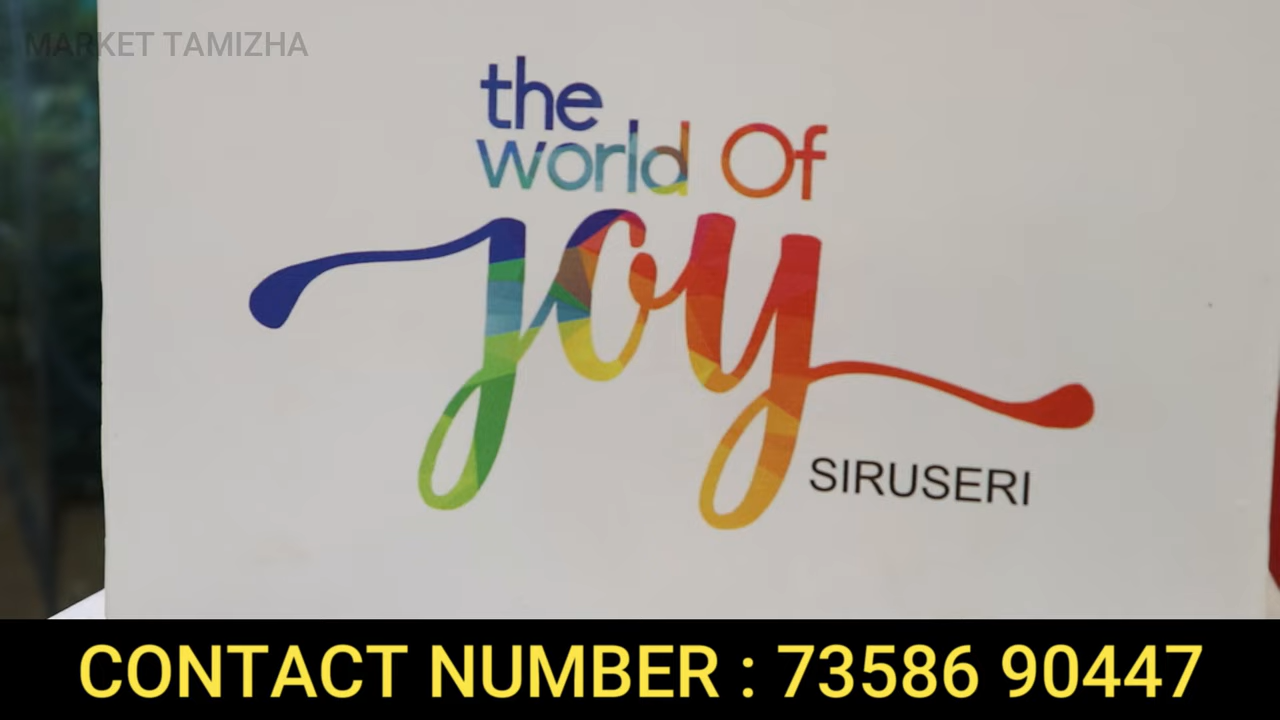 MARKET TAMIZHA
the
world Of
joy
SIRUSERI
CONTACT NUMBER : 73586 90447